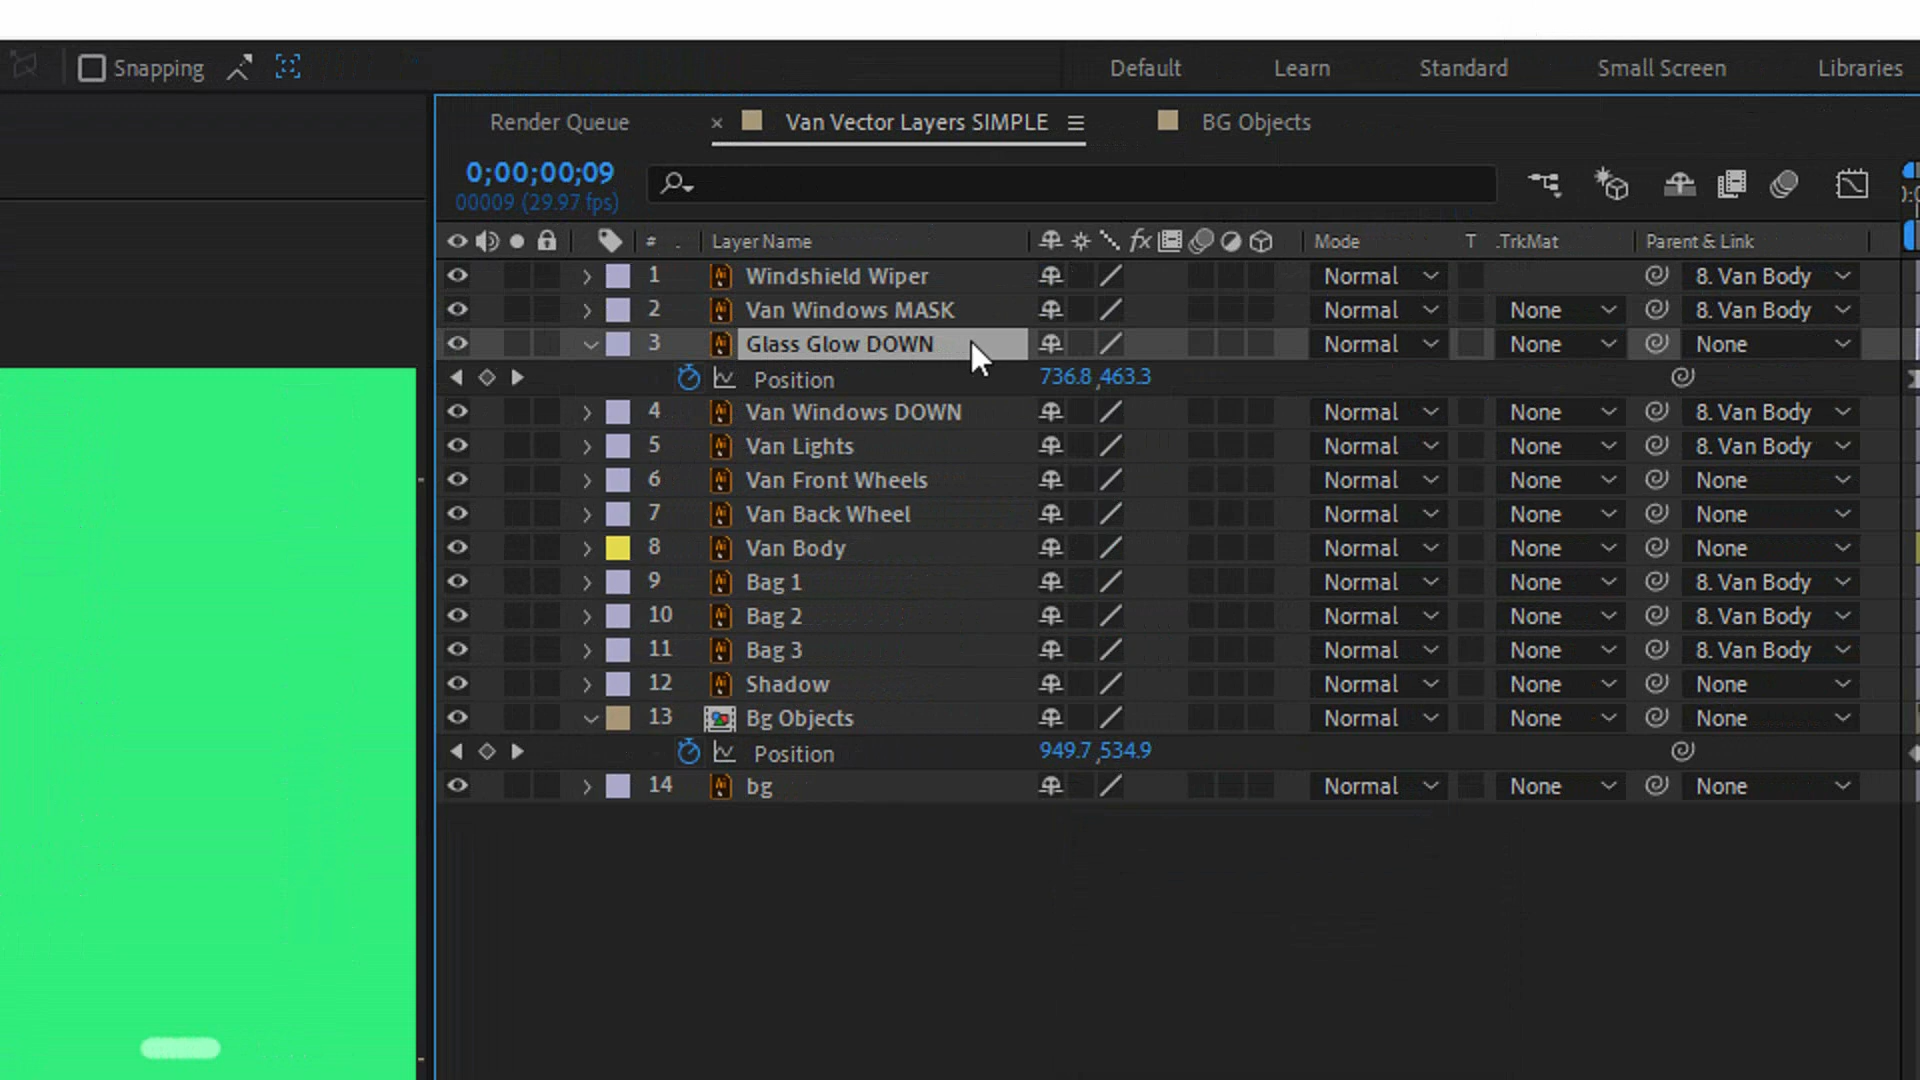 Snapping Default Learn Standard Small Screen Libraries
Render Queue × Van Vector Layers SIMPLE BG Objects
0;00;00;09
00009 (29.97 fps)
# . Layer Name fx Mode T .TrkMat Parent & Link
1 Windshield Wiper Normal 8. Van Body
2 Van Windows MASK Normal None 8. Van Body
3 Glass Glow DOWN Normal None None
Position 736.8,463.3
4 Van Windows DOWN Normal None 8. Van Body
5 Van Lights Normal None 8. Van Body
6 Van Front Wheels Normal None None
7 Van Back Wheel Normal None None
8 Van Body Normal None None
9 Bag 1 Normal None 8. Van Body
10 Bag 2 Normal None 8. Van Body
11 Bag 3 Normal None 8. Van Body
12 Shadow Normal None None
13 Bg Objects Normal None None
Position 949.7,534.9
14 bg Normal None None